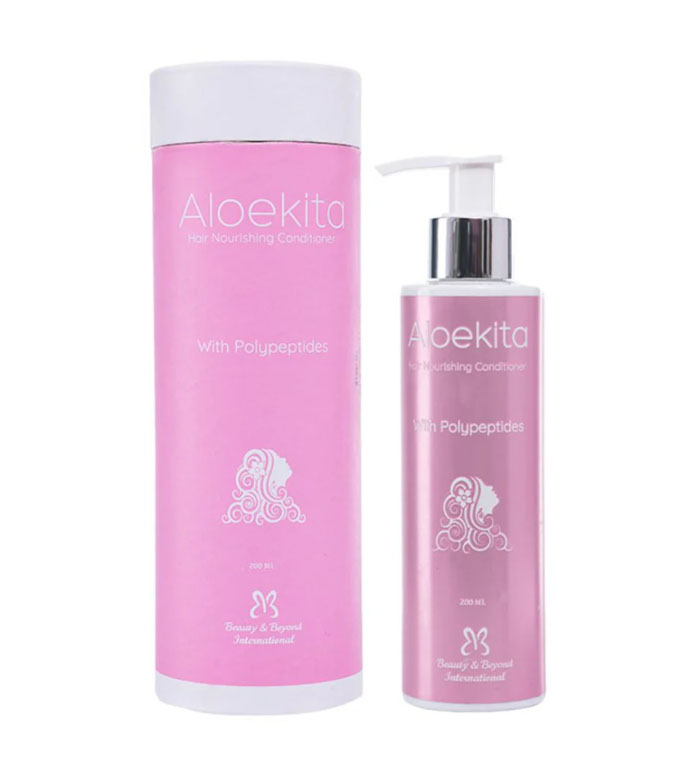 Aloekita
Hair Nourishing Conditioner
With Polypeptides
200 ML
Beauty & Beyond
International
Aloekita
Hair Nourishing Conditioner
With Polypeptides
200 ML
Beauty & Beyond
International